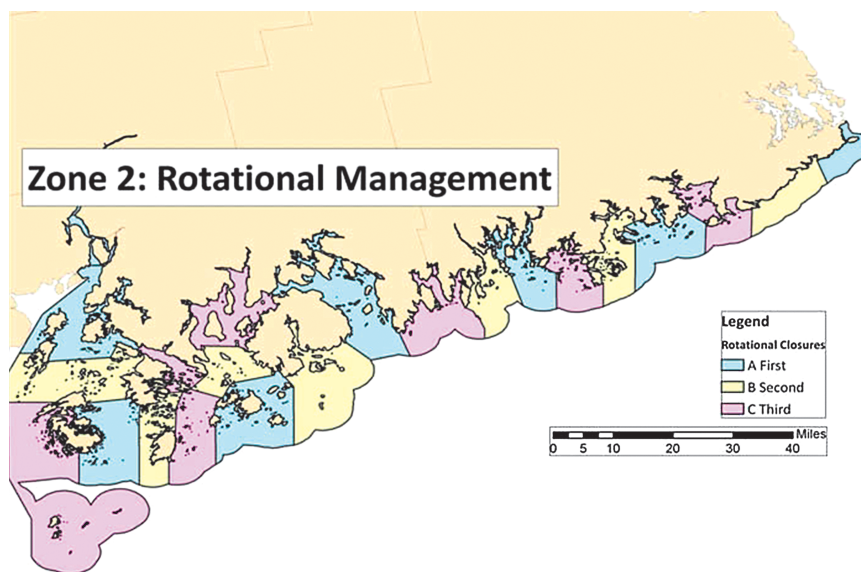 Zone 2: Rotational Management
Legend
Rotational Closures
A First
B Second
C Third
Miles
0 5 10 20 30 40